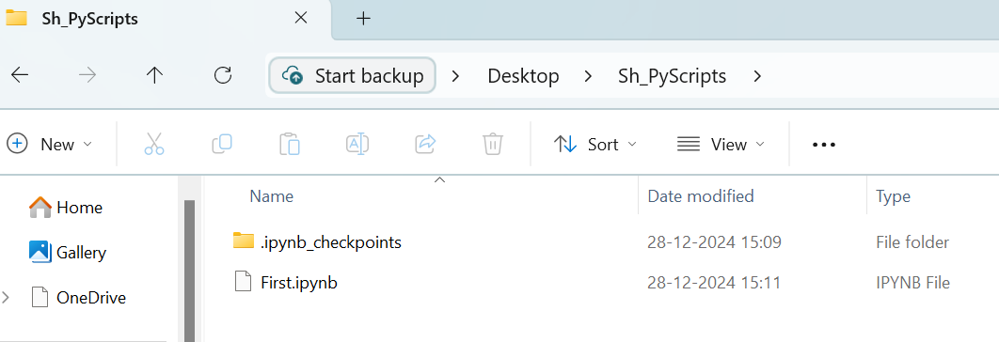 Sh_PyScripts
Start backup Desktop Sh_PyScripts
New Sort View
Home
Gallery
OneDrive
Name Date modified Type
.ipynb_checkpoints 28-12-2024 15:09 File folder
First.ipynb 28-12-2024 15:11 IPYNB File